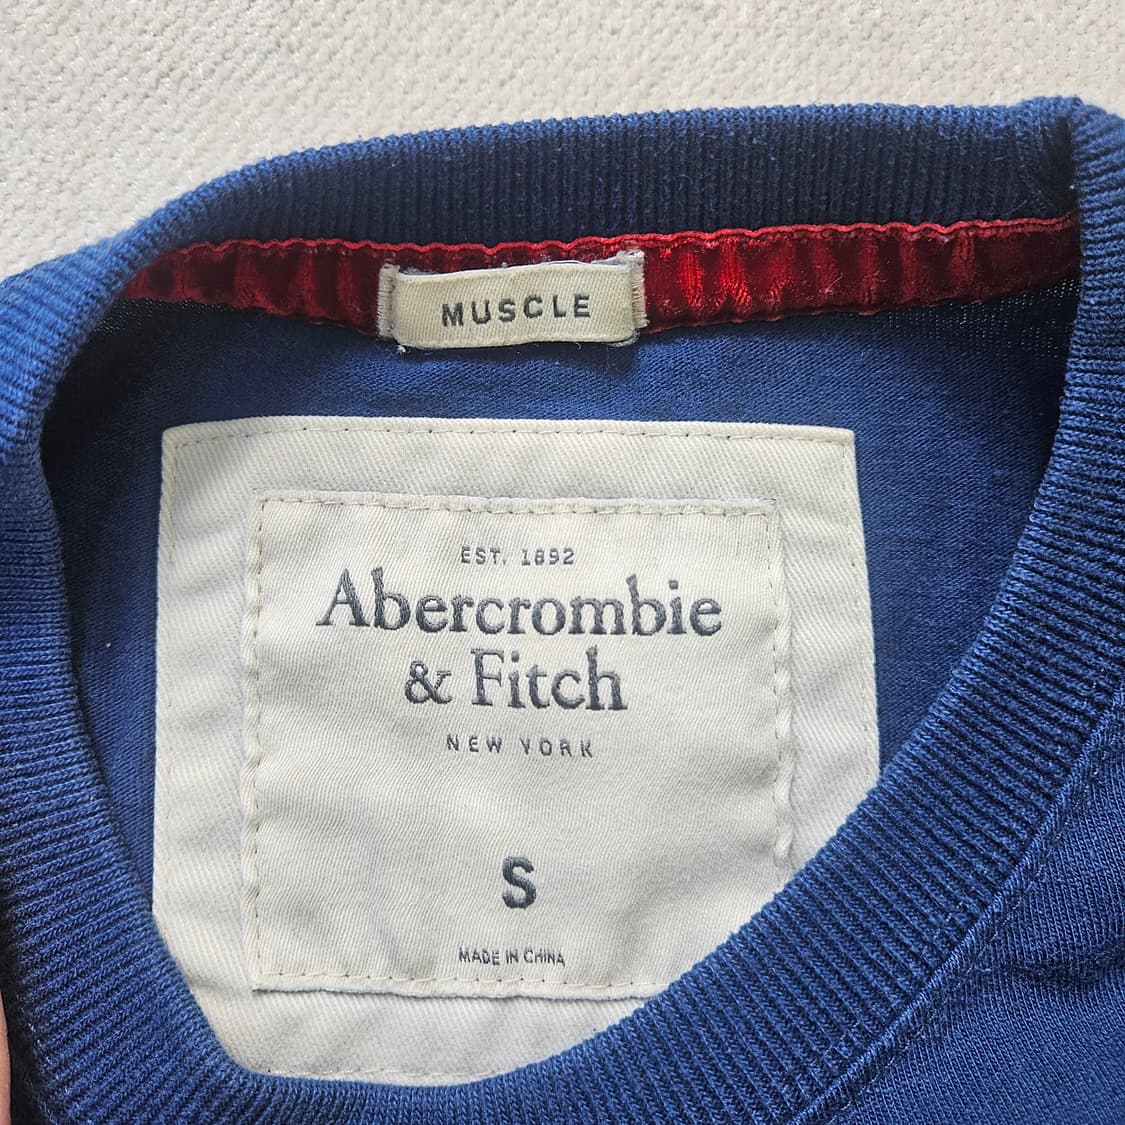 MUSCLE
EST. 1892
Abercrombie
& Fitch
NEW YORK
S
MADE IN CHINA